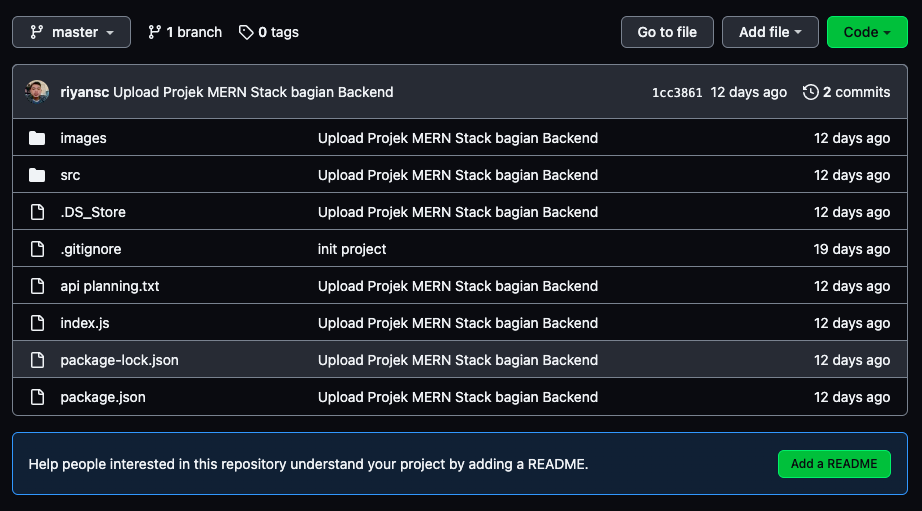 master 1 branch 0 tags Go to file Add file Code
riyansc Upload Projek MERN Stack bagian Backend 1cc3861 12 days ago 2 commits
images Upload Projek MERN Stack bagian Backend 12 days ago
src Upload Projek MERN Stack bagian Backend 12 days ago
.DS_Store Upload Projek MERN Stack bagian Backend 12 days ago
.gitignore init project 19 days ago
api planning.txt Upload Projek MERN Stack bagian Backend 12 days ago
index.js Upload Projek MERN Stack bagian Backend 12 days ago
package-lock.json Upload Projek MERN Stack bagian Backend 12 days ago
package.json Upload Projek MERN Stack bagian Backend 12 days ago
Help people interested in this repository understand your project by adding a README. Add a README